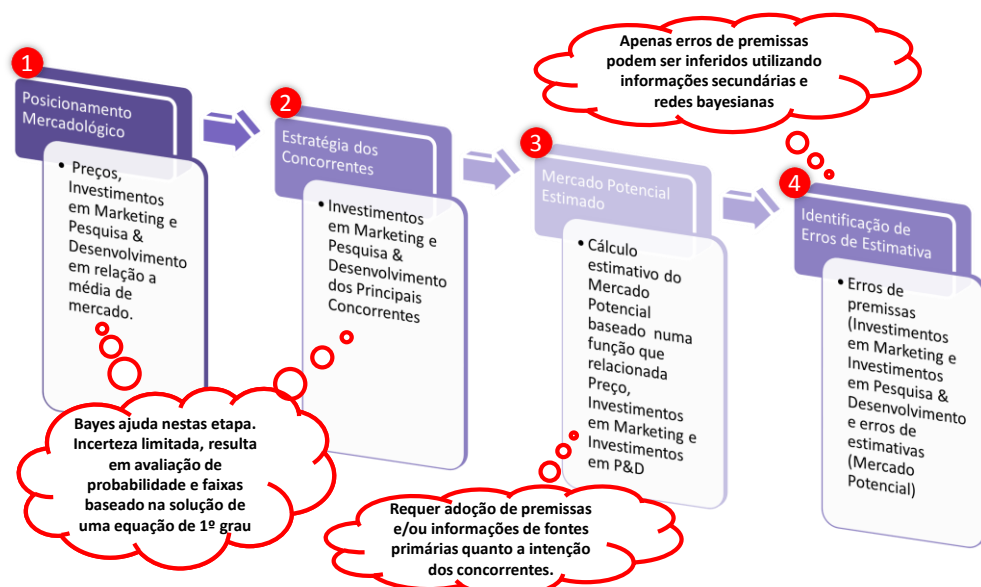 1
Posicionamento
Mercadológico
• Preços,
Investimentos
em Marketing e
Pesquisa &
Desenvolvimento
em relação a
média de
mercado.
Bayes ajuda nestas etapa.
Incerteza limitada, resulta
em avaliação de
probabilidade e faixas
baseado na solução de
uma equação de 1º grau
2
Estratégia dos
Concorrentes
• Investimentos
em Marketing e
Pesquisa &
Desenvolvimento
dos Principais
Concorrentes
3
Mercado Potencial
Estimado
• Cálculo
estimativo do
Mercado
Potencial
baseado numa
função que
relacionada
Preço,
Investimentos
em Marketing e
Investimentos
em P&D
Requer adoção de premissas
e/ou informações de fontes
primárias quanto a intenção
dos concorrentes.
Apenas erros de premissas
podem ser inferidos utilizando
informações secundárias e
redes bayesianas
4
Identificação de
Erros de Estimativa
• Erros de
premissas
(Investimentos
em Marketing e
Investimentos
em Pesquisa &
Desenvolvimento
e erros de
estimativas
(Mercado
Potencial)